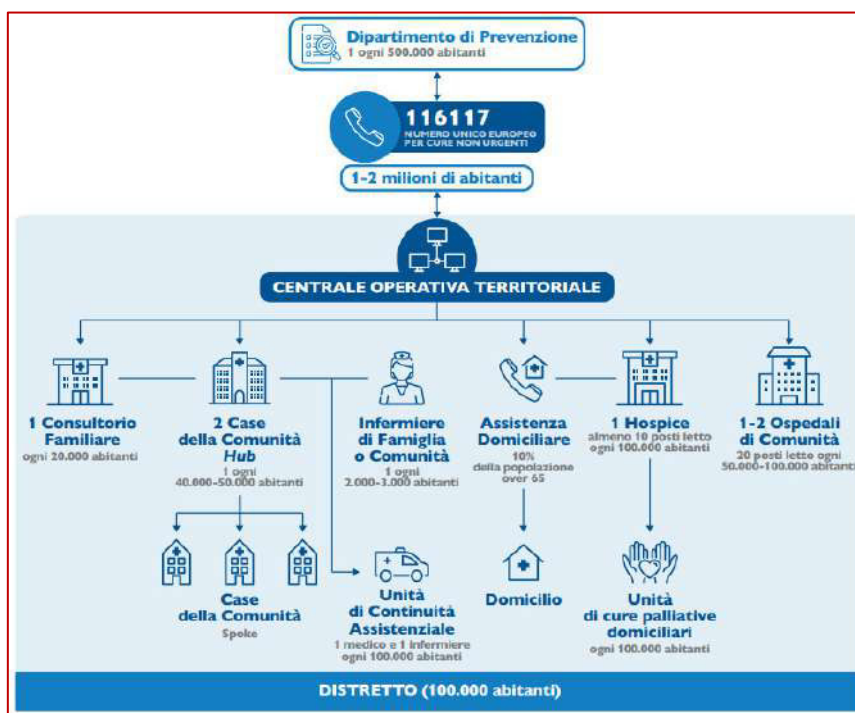 Dipartimento di Prevenzione
1 ogni 500.000 abitanti
116117
NUMERO UNICO EUROPEO
PER CURE NON URGENTI
1-2 milioni di abitanti
CENTRALE OPERATIVA TERRITORIALE
1 Consultorio
Familiare
ogni 20.000 abitanti
2 Case
della Comunità
Hub
1 ogni
40.000-50.000 abitanti
Infermiere
di Famiglia
o Comunità
1 ogni
2.000-3.000 abitanti
Assistenza
Domiciliare
10%
della popolazione
over 65
1 Hospice
almeno 10 posti letto
ogni 100.000 abitanti
1-2 Ospedali
di Comunità
20 posti letto ogni
50.000-100.000 abitanti
Case
della Comunità
Spoke
Unità
di Continuità
Assistenziale
1 medico e 1 infermiere
ogni 100.000 abitanti
Domicilio
Unità
di cure palliative
domiciliari
ogni 100.000 abitanti
DISTRETTO (100.000 abitanti)